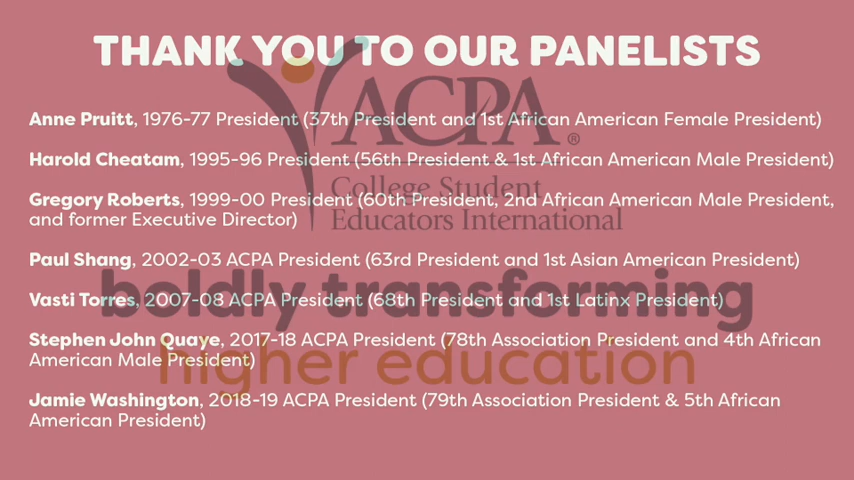 THANK YOU TO OUR PANELISTS
Anne Pruitt, 1976-77 President (37th President and 1st African American Female President)
Harold Cheatam, 1995-96 President (56th President & 1st African American Male President)
Gregory Roberts, 1999-00 President (60th President, 2nd African American Male President,
and former Executive Director)
Paul Shang, 2002-03 ACPA President (63rd President and 1st Asian American President)
Vasti Torres, 2007-08 ACPA President (68th President and 1st Latinx President)
Stephen John Quaye, 2017-18 ACPA President (78th Association President and 4th African
American Male President)
Jamie Washington, 2018-19 ACPA President (79th Association President & 5th African
American President)
ACPA®
College Student
Educators International
boldly transforming
higher education